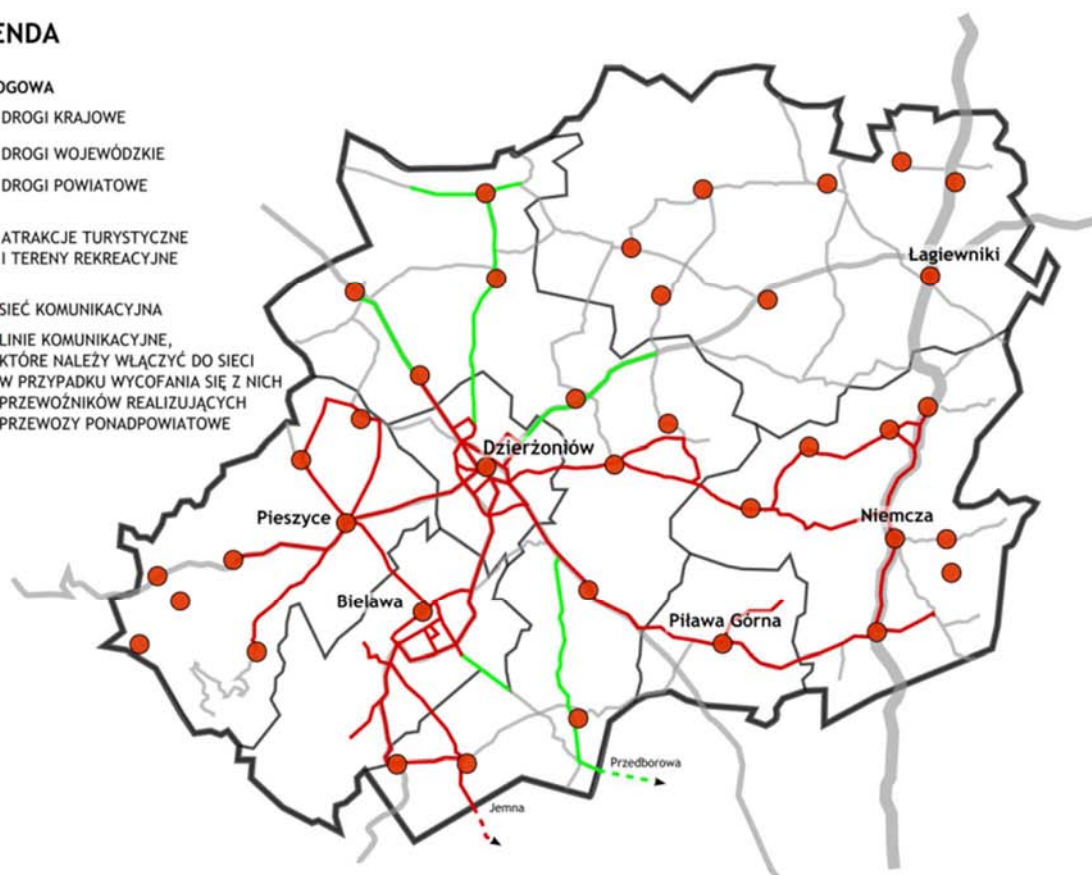 ENDA
OGOWA
DROGI KRAJOWE
DROGI WOJEWÓDZKIE
DROGI POWIATOWE
ATRAKCJE TURYSTYCZNE
I TERENY REKREACYJNE
SIEĆ KOMUNIKACYJNA
LINIE KOMUNIKACYJNE,
KTÓRE NALEŻY WŁĄCZYĆ DO SIECI
W PRZYPADKU WYCOFANIA SIĘ Z NICH
PRZEWOŹNIKÓW REALIZUJĄCYCH
PRZEWOZY PONADPOWIATOWE
Łagiewniki
Dzierżoniów
Pieszyce
Niemcza
Bielawa
Piława Górna
Przedborowa
Jemna